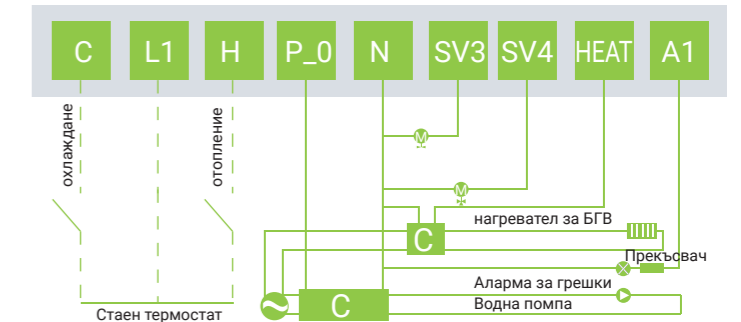 C L1 H P_0 N SV3 SV4 HEAT A1
охлаждане
отопление
M
M
нагревател за БГВ
C
Прекъсвач
Аларма за грешки
C
Водна помпа
Стаен термостат